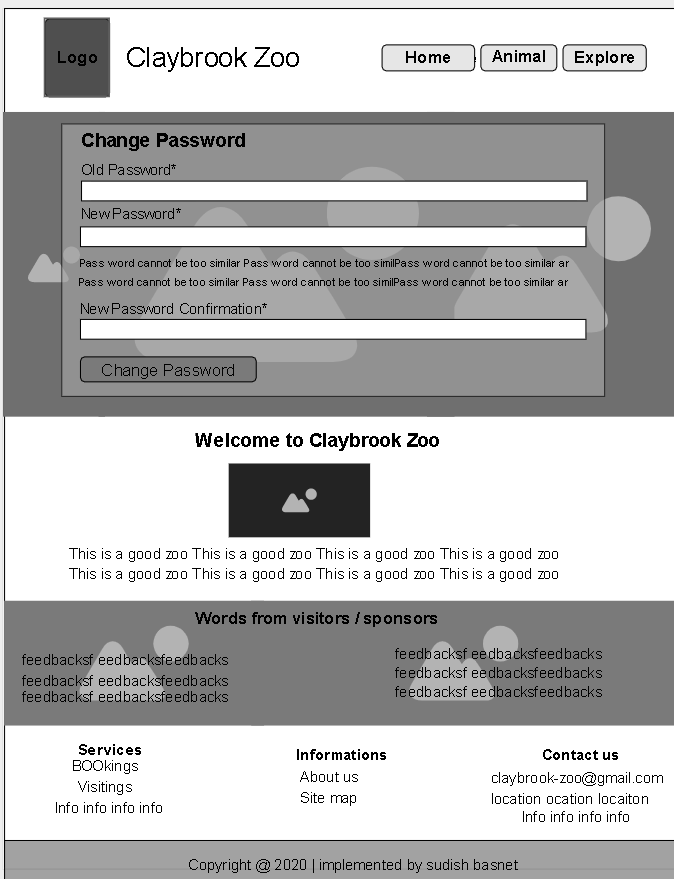 Logo
Claybrook Zoo
Home
Animal
Explore
Change Password
Old Password*
New Password*
Pass word cannot be too similar Pass word cannot be too similPass word cannot be too similar ar
Pass word cannot be too similar Pass word cannot be too similPass word cannot be too similar ar
New Password Confirmation*
Change Password
Welcome to Claybrook Zoo
This is a good zoo This is a good zoo This is a good zoo This is a good zoo
This is a good zoo This is a good zoo This is a good zoo This is a good zoo
Words from visitors / sponsors
feedbacksf eedbacksfeedbacks
feedbacksf eedbacksfeedbacks
feedbacksf eedbacksfeedbacks
feedbacksf eedbacksfeedbacks
feedbacksf eedbacksfeedbacks
feedbacksf eedbacksfeedbacks
Services
BOOkings
Visitings
Info info info info
Informations
About us
Site map
Contact us
claybrook-zoo@gmail.com
location ocation locaiton
Info info info info
Copyright @ 2020 | implemented by sudish basnet